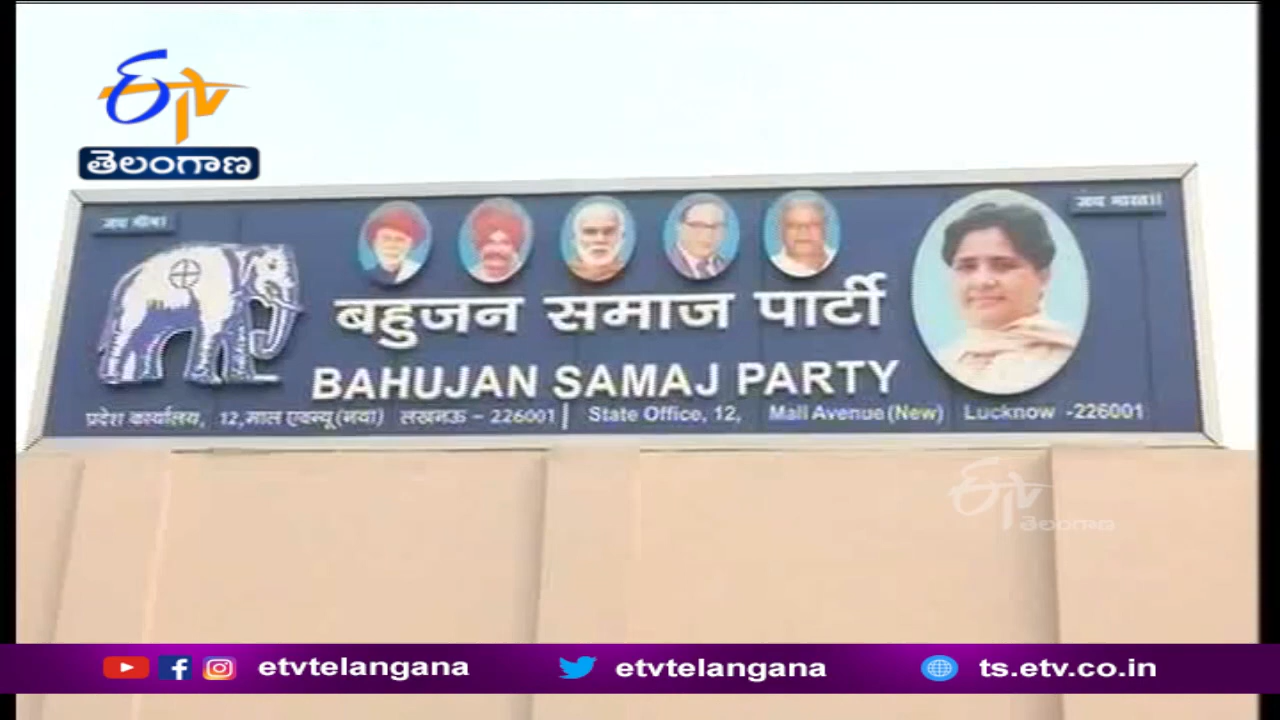 ETV
తెలంగాణ
जय भीम।
जय भारत।।
बहुजन समाज पार्टी
BAHUJAN SAMAJ PARTY
प्रदेश कार्यालय, 12,माल एवन्यू(नया) लखनऊ - 226001 | State Office, 12, Mall Avenue (New) Lucknow -226001
ETV
తెలంగాణ
etvtelangana
etvtelangana
ts.etv.co.in